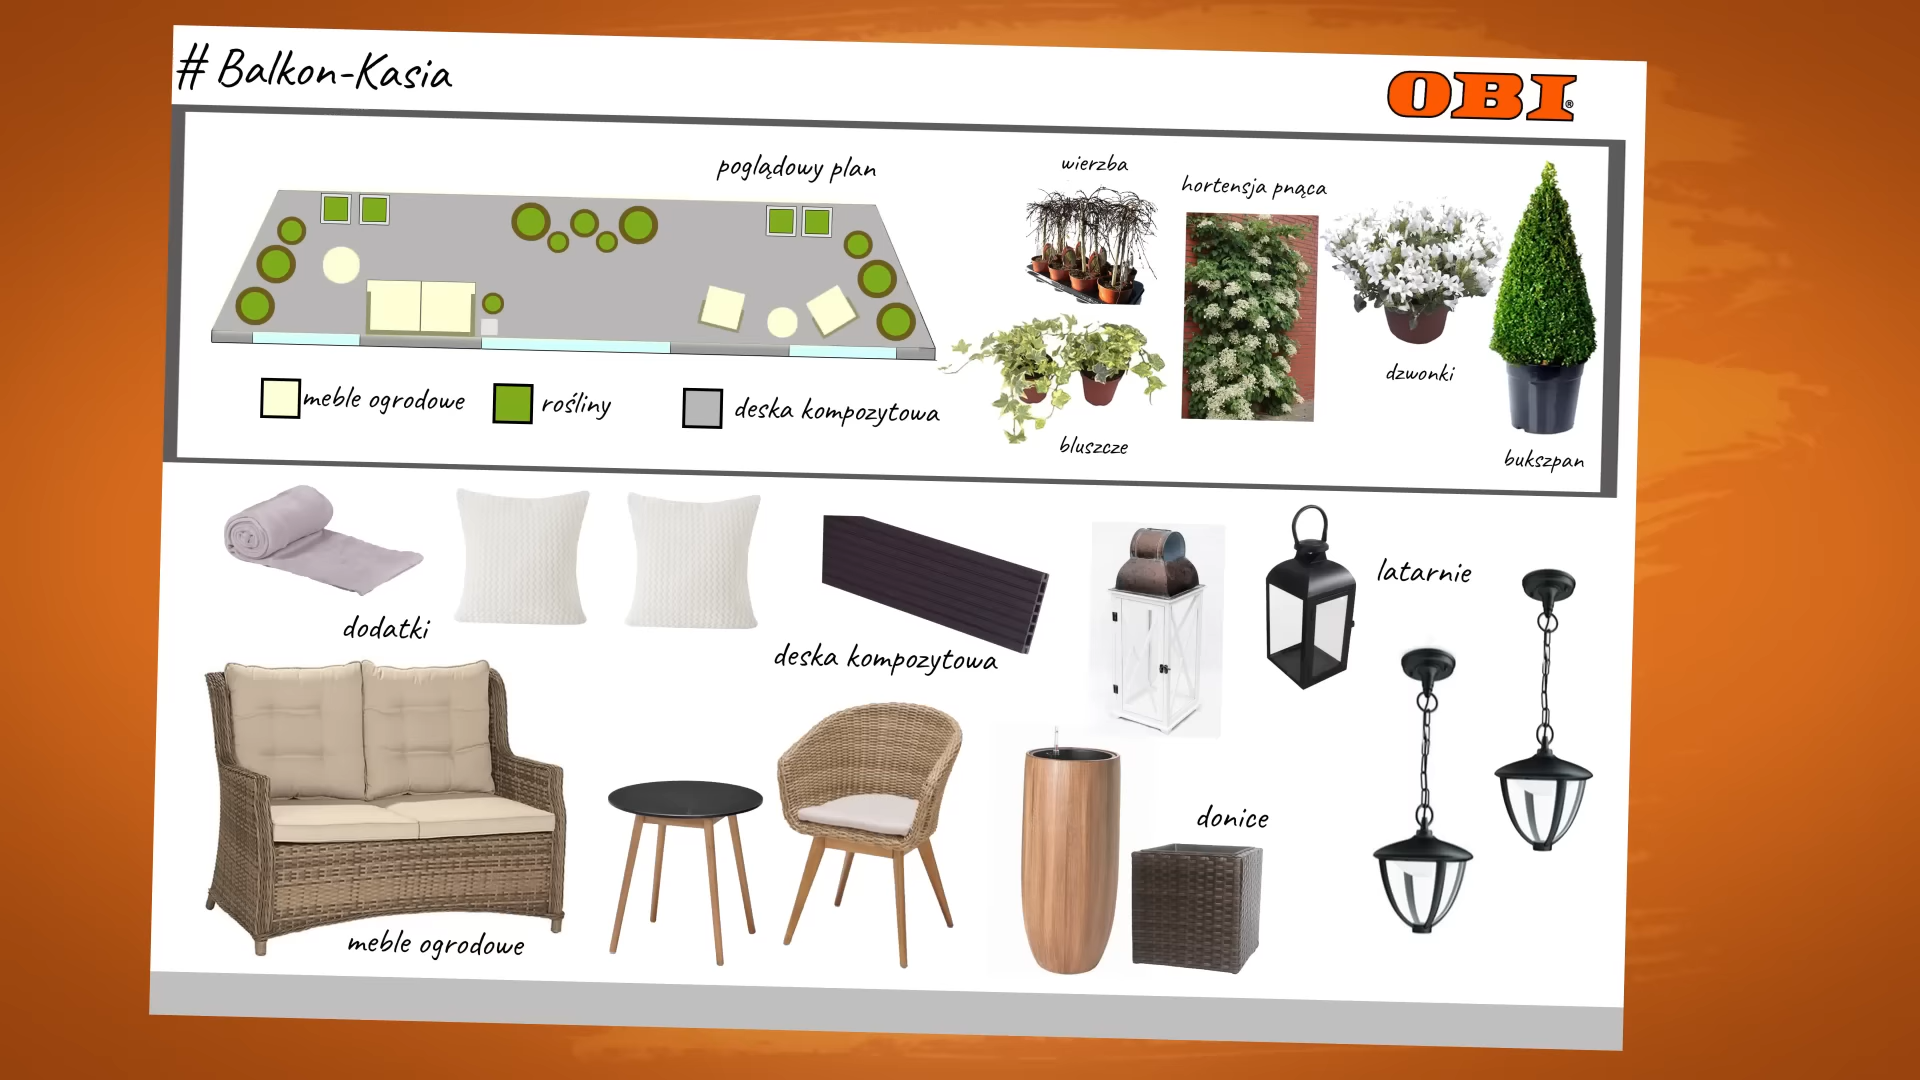 # Balkon-Kasia
OBI®
poglądowy plan
wierzba
hortensja pnąca
dzwonki
bluszcze
bukszpan
meble ogrodowe
rośliny
deska kompozytowa
dodatki
deska kompozytowa
latarnie
donice
meble ogrodowe